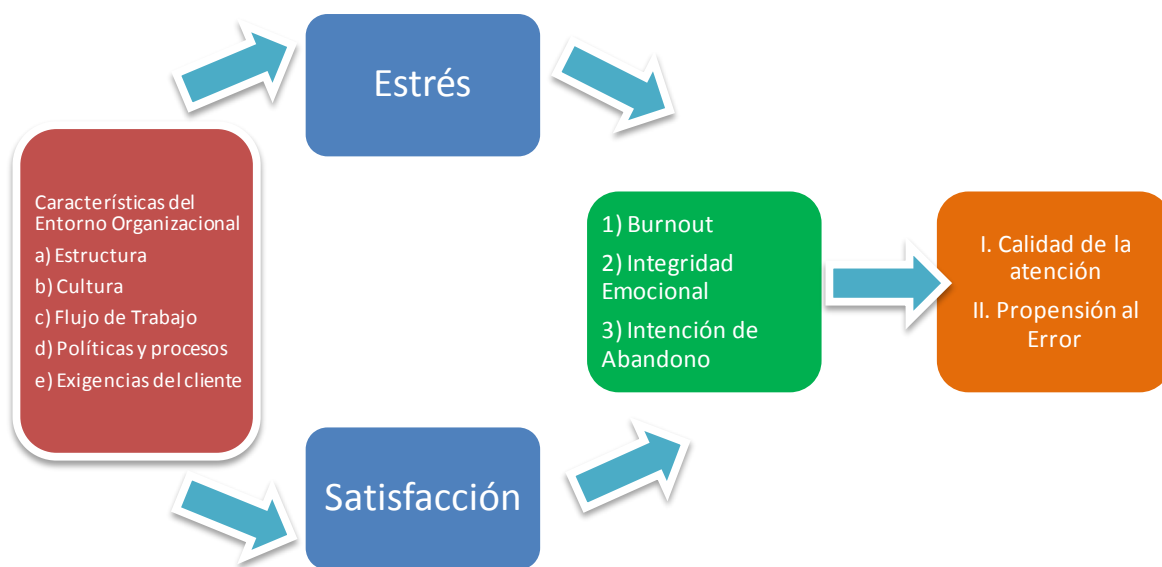 Estrés
Características del
Entorno Organizacional
a) Estructura
b) Cultura
c) Flujo de Trabajo
d) Políticas y procesos
e) Exigencias del cliente
1) Burnout
2) Integridad
Emocional
3) Intención de
Abandono
I. Calidad de la
atención
II. Propensión al
Error
Satisfacción